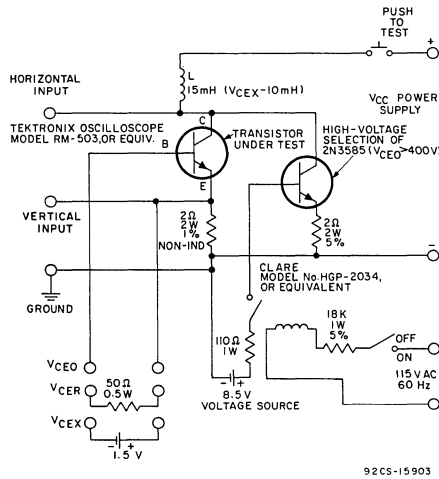 PUSH
TO
TEST
+
L
15mH (VCEX-10mH)
HORIZONTAL
INPUT
C
VCC POWER
SUPPLY
TEKTRONIX OSCILLOSCOPE
MODEL RM-503,OR EQUIV.
B
TRANSISTOR
UNDER TEST
HIGH-VOLTAGE
SELECTION OF
2N3585(VCEO>400V)
E
VERTICAL
INPUT
2Ω
2W
1%
NON-IND
2Ω
2W
5%
-
GROUND
CLARE
MODEL No.HGP-2034,
OR EQUIVALENT
110Ω
1W
18K
1W
5%
OFF
ON
115V AC
60 Hz
VCEO
VCER
50Ω
0.5W
- +
8.5V
VOLTAGE SOURCE
VCEX
- +
1.5 V
92CS-15903